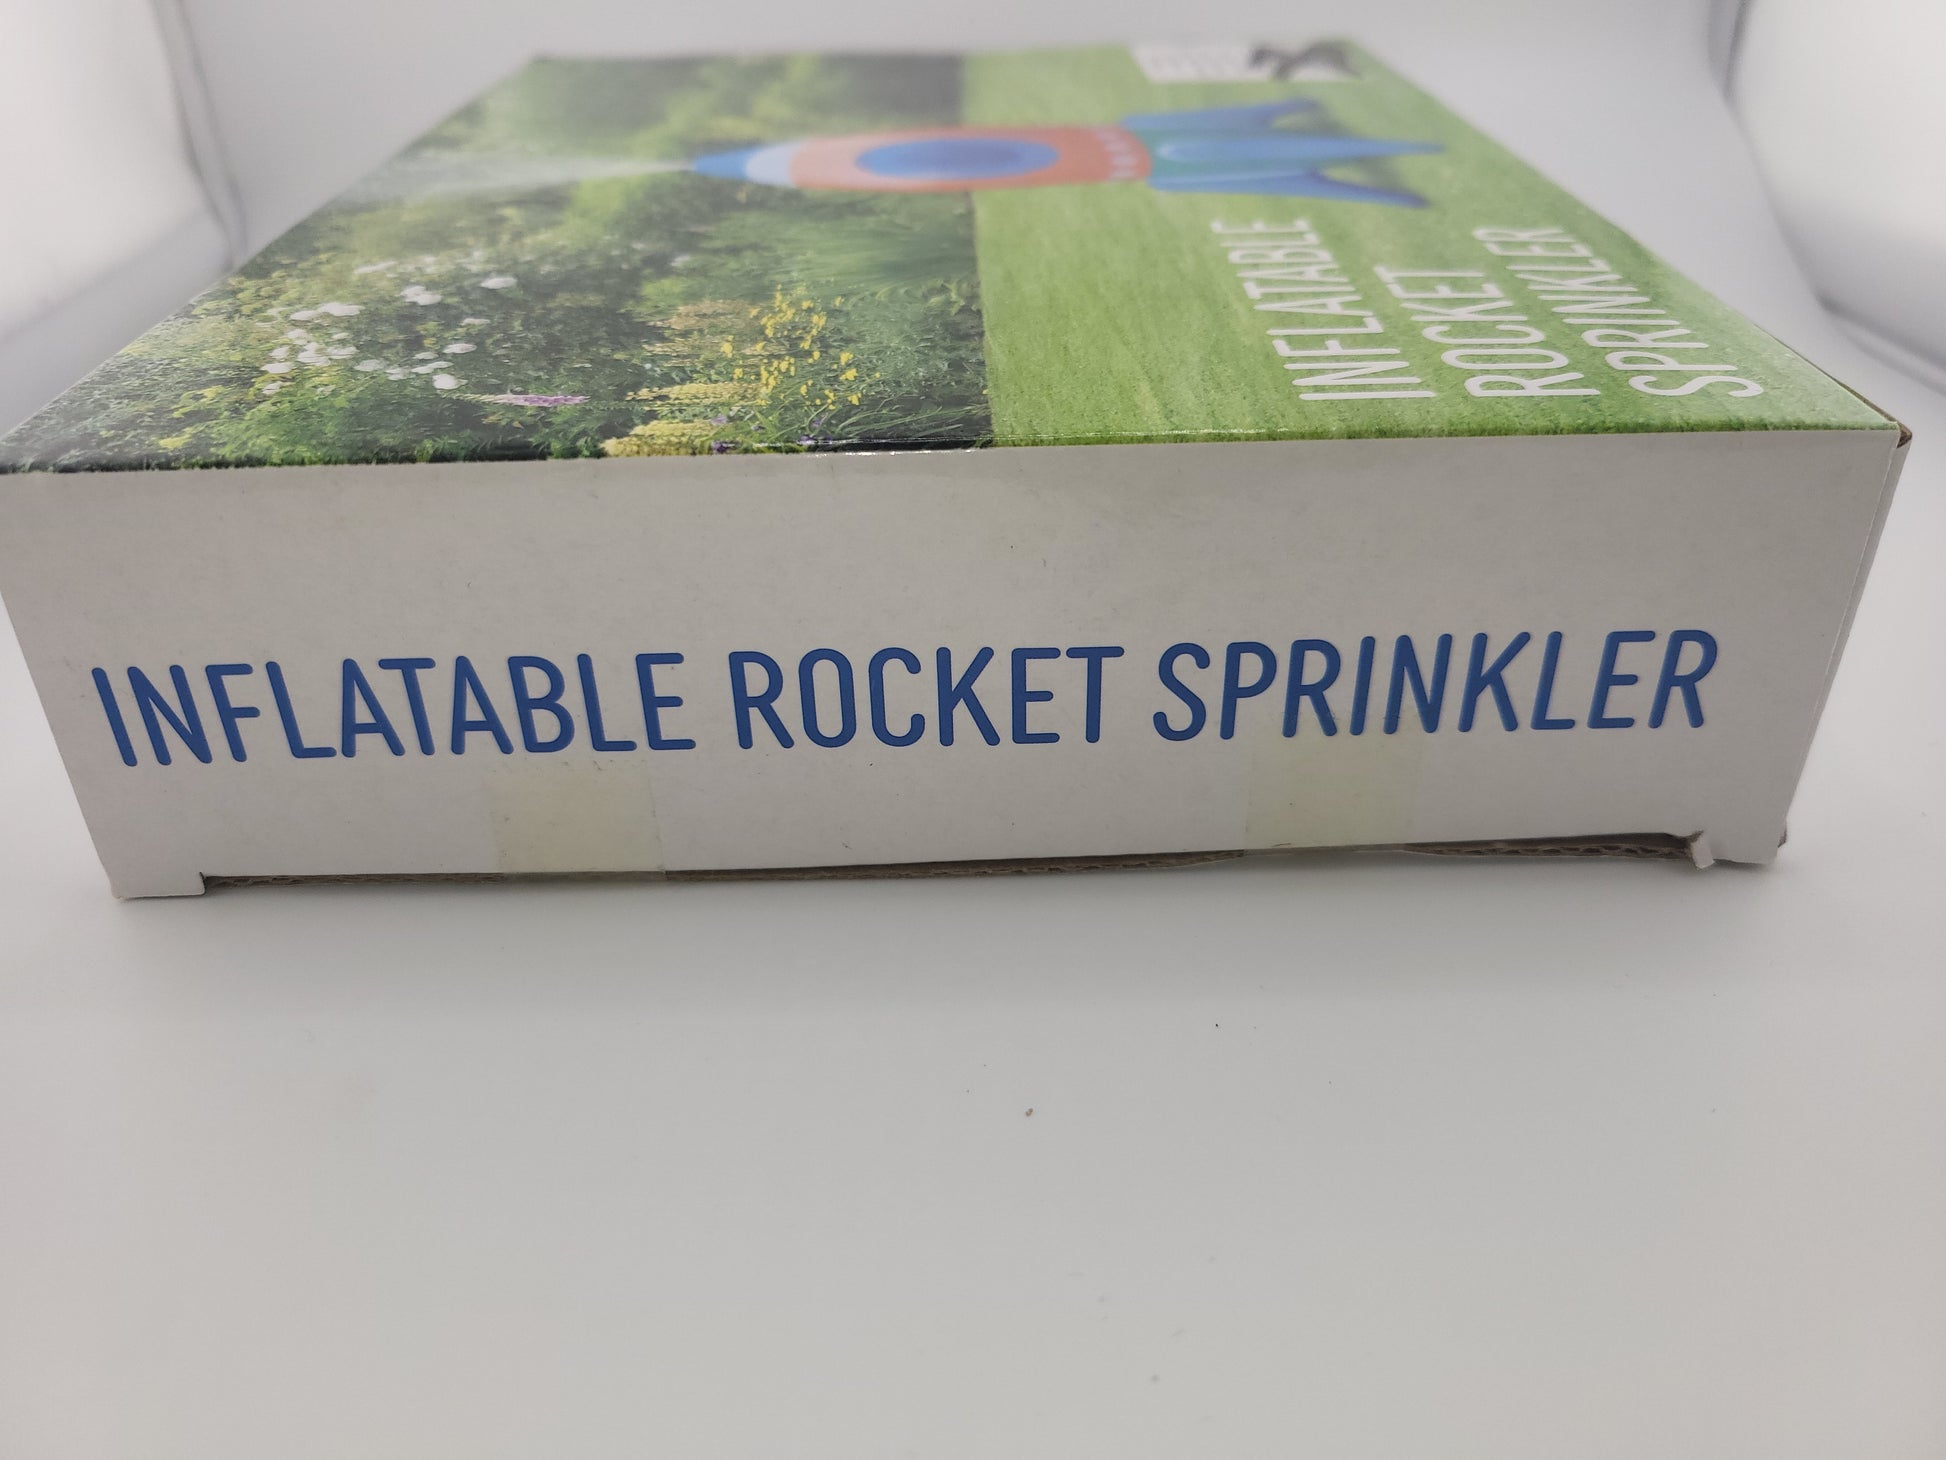 INFLATABLE
ROCKET
SPRINKLER
INFLATABLE ROCKET SPRINKLER